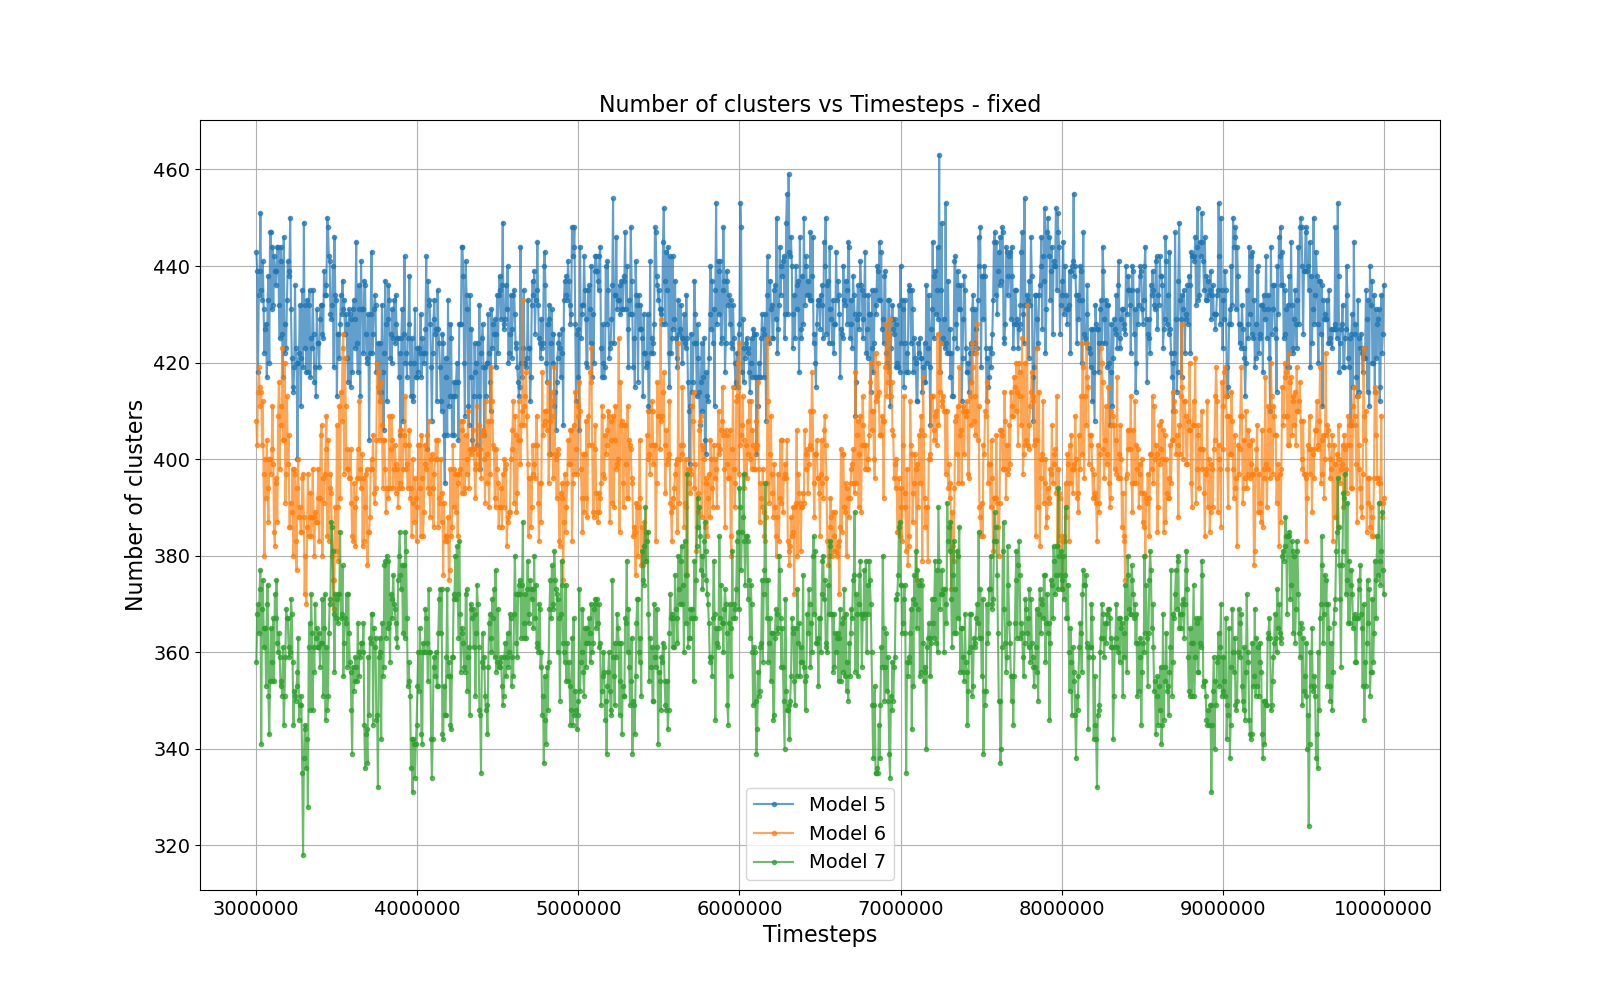 Number of clusters vs Timesteps - fixed
Number of clusters
460
440
420
400
380
360
340
320
Model 5
Model 6
Model 7
3000000 4000000 5000000 6000000 7000000 8000000 9000000 10000000
Timesteps